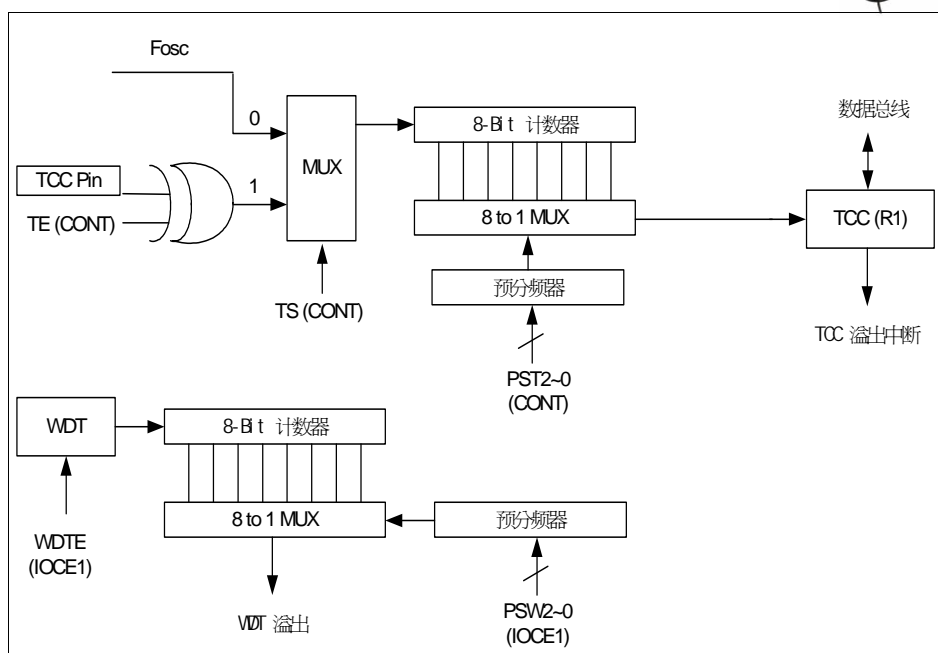 Fosc
0
TCC Pin
TE (CONT)
1
MUX
TS (CONT)
8-Bit 计数器
8 to 1 MUX
预分频器
PST2~0
(CONT)
数据总线
TCC (R1)
TCC 溢出中断
WDT
WDTE
(IOCE1)
8-Bit 计数器
8 to 1 MUX
WDT 溢出
预分频器
PSW2~0
(IOCE1)